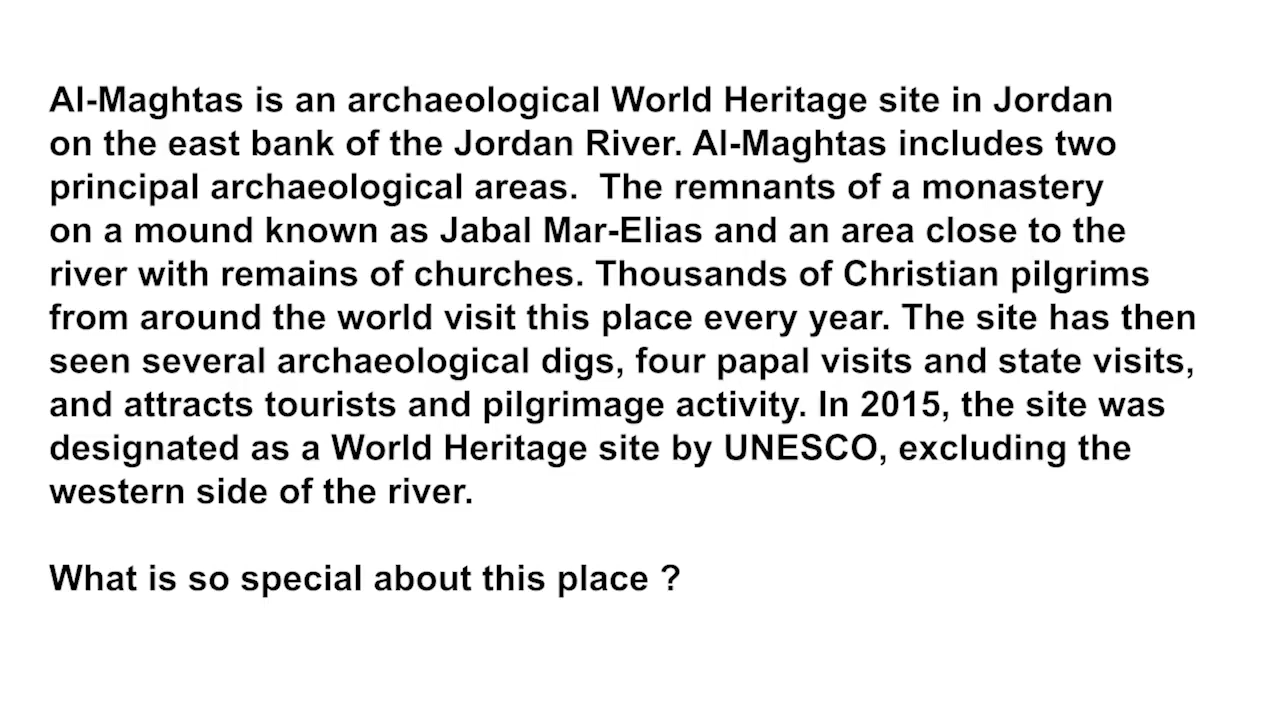 Al-Maghtas is an archaeological World Heritage site in Jordan
on the east bank of the Jordan River. Al-Maghtas includes two
principal archaeological areas.  The remnants of a monastery
on a mound known as Jabal Mar-Elias and an area close to the
river with remains of churches. Thousands of Christian pilgrims
from around the world visit this place every year. The site has then
seen several archaeological digs, four papal visits and state visits,
and attracts tourists and pilgrimage activity. In 2015, the site was
designated as a World Heritage site by UNESCO, excluding the
western side of the river.
What is so special about this place ?